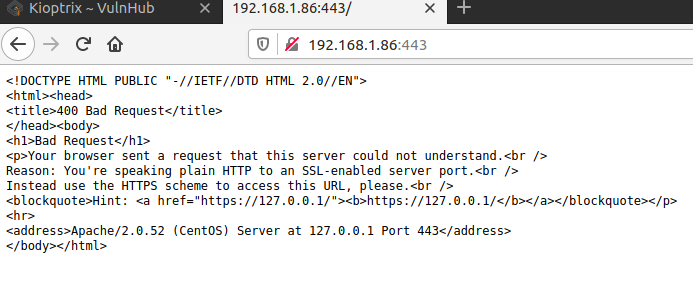 Kioptrix ~ VulnHub
192.168.1.86:443/
192.168.1.86:443
<!DOCTYPE HTML PUBLIC "-//IETF//DTD HTML 2.0//EN">
<html><head>
<title>400 Bad Request</title>
</head><body>
<h1>Bad Request</h1>
<p>Your browser sent a request that this server could not understand.<br />
Reason: You're speaking plain HTTP to an SSL-enabled server port.<br />
Instead use the HTTPS scheme to access this URL, please.<br />
<blockquote>Hint: <a href="https://127.0.0.1/"><b>https://127.0.0.1/</b></a></blockquote></p>
<hr>
<address>Apache/2.0.52 (CentOS) Server at 127.0.0.1 Port 443</address>
</body></html>